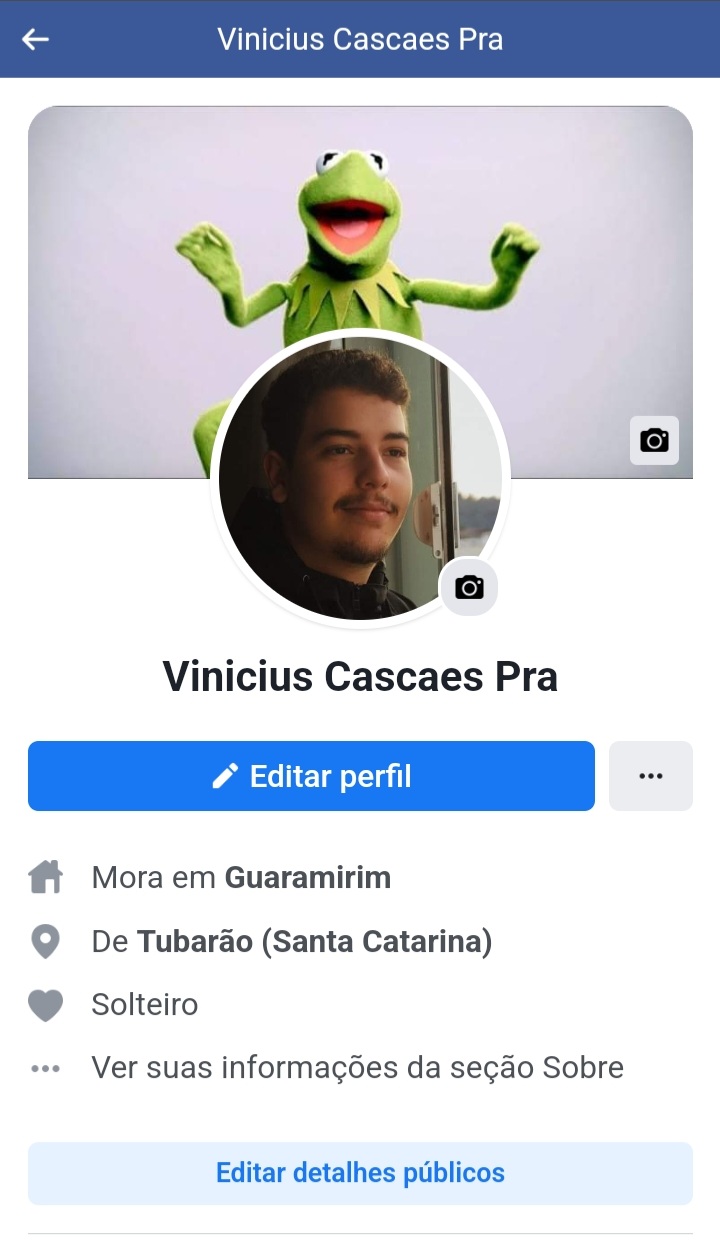 Vinicius Cascaes Pra
Vinicius Cascaes Pra
Editar perfil
Mora em Guaramirim
De Tubarão (Santa Catarina)
Solteiro
Ver suas informações da seção Sobre
Editar detalhes públicos